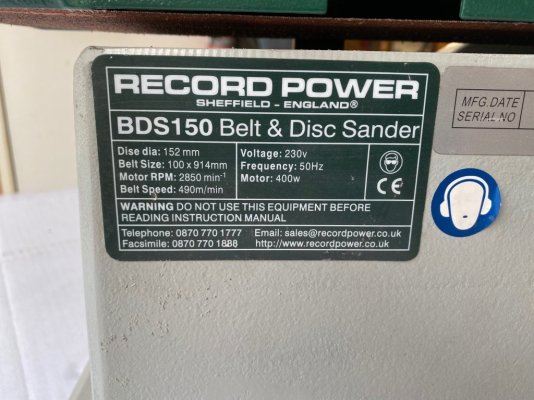 RECORD POWER
SHEFFIELD - ENGLAND®
BDS150 Belt & Disc Sander
Disc dia: 152 mm
Belt Size: 100 x 914mm
Motor RPM: 2850 min⁻¹
Belt Speed: 490m/min
Voltage: 230v
Frequency: 50Hz
Motor: 400w
CE
WARNING DO NOT USE THIS EQUIPMENT BEFORE
READING INSTRUCTION MANUAL
Telephone: 0870 770 1777 Email: sales@recordpower.co.uk
Facsimile: 0870 770 1888 http://www.recordpower.co.uk
MFG.DATE
SERIAL NO